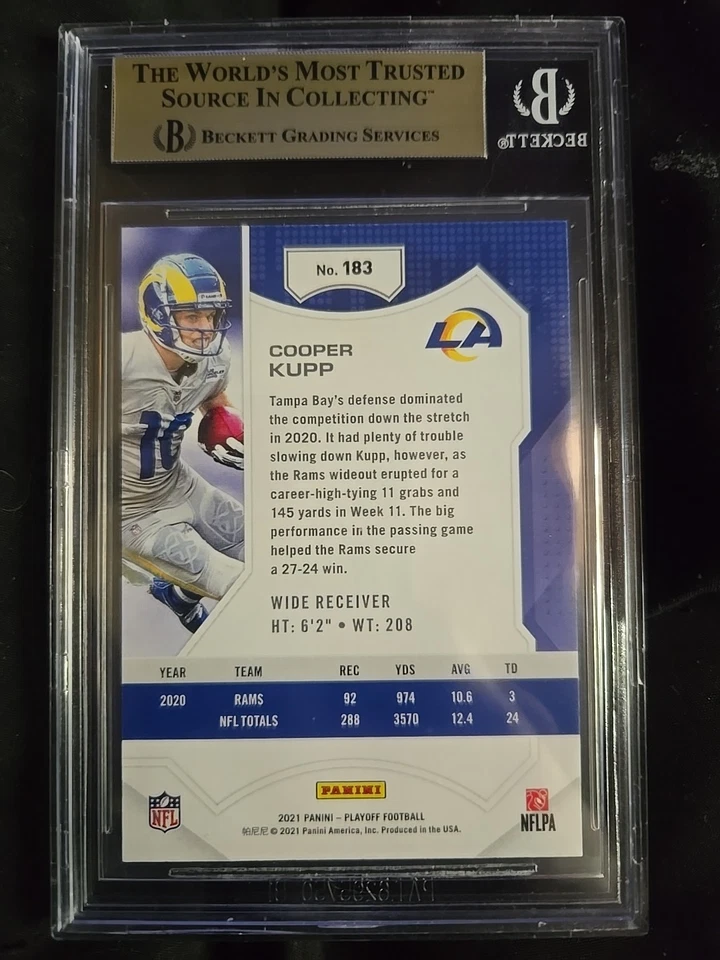 THE WORLD'S MOST TRUSTED
SOURCE IN COLLECTING™
B BECKETT GRADING SERVICES
B
BECKETT®
No. 183
LA
COOPER
KUPP
Tampa Bay's defense dominated
the competition down the stretch
in 2020. It had plenty of trouble
slowing down Kupp, however, as
the Rams wideout erupted for a
career-high-tying 11 grabs and
145 yards in Week 11. The big
performance in the passing game
helped the Rams secure
a 27-24 win.
10
WIDE RECEIVER
HT: 6'2" • WT: 208
YEAR TEAM REC YDS AVG TD
2020 RAMS 92 974 10.6 3
NFL TOTALS 288 3570 12.4 24
PANINI
NFL
NFLPA
2021 PANINI – PLAYOFF FOOTBALL
帕尼尼 © 2021 Panini America, Inc. Produced in the USA.